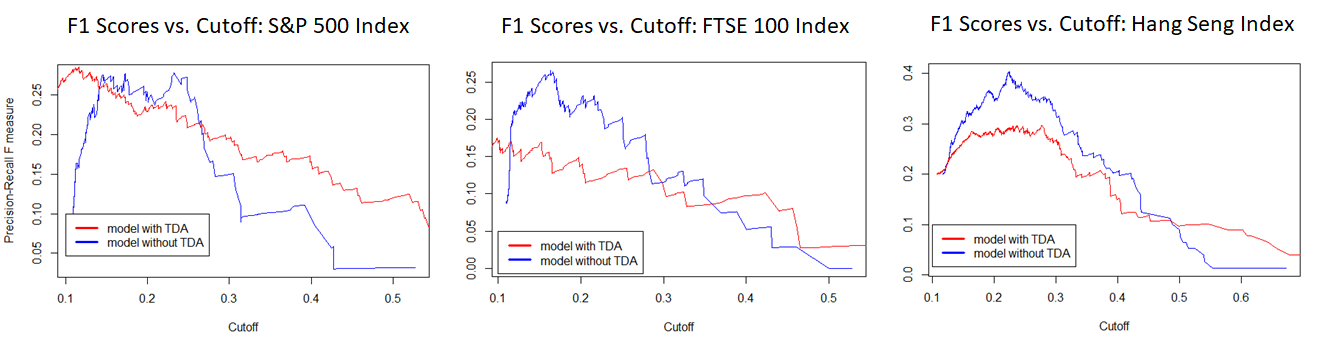 F1 Scores vs. Cutoff: S&P 500 Index
Precision-Recall F measure
0.25
0.20
0.15
0.10
0.05
model with TDA
model without TDA
0.1 0.2 0.3 0.4 0.5
Cutoff
F1 Scores vs. Cutoff: FTSE 100 Index
0.25
0.20
0.15
0.10
0.05
0.00
model with TDA
model without TDA
0.1 0.2 0.3 0.4 0.5
Cutoff
F1 Scores vs. Cutoff: Hang Seng Index
0.4
0.3
0.2
0.1
0.0
model with TDA
model without TDA
0.1 0.2 0.3 0.4 0.5 0.6
Cutoff